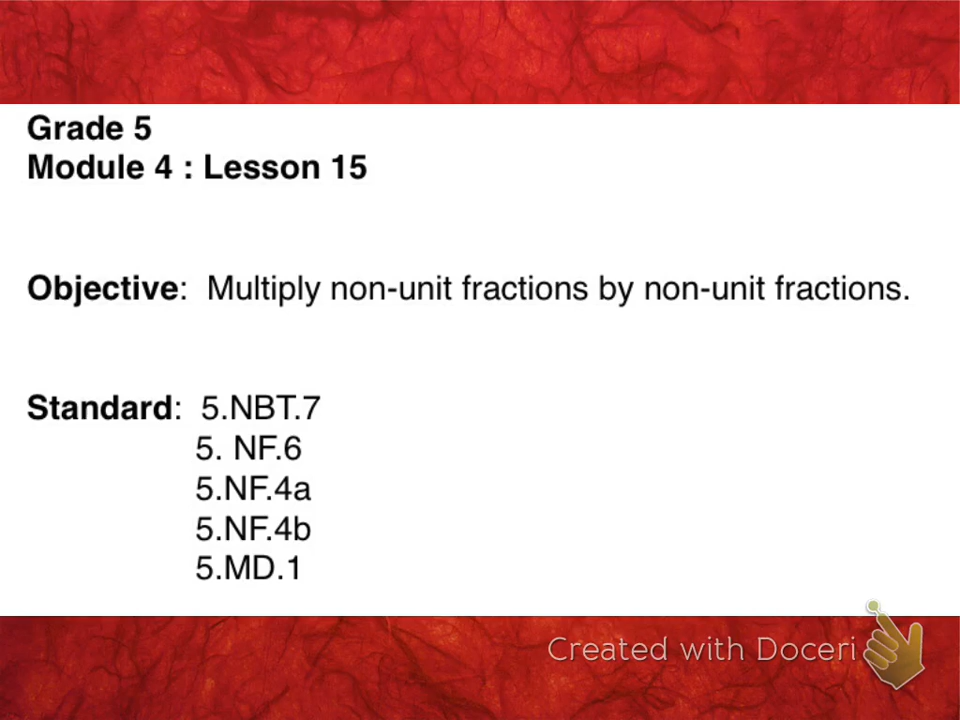 Grade 5
Module 4 : Lesson 15
Objective:  Multiply non-unit fractions by non-unit fractions.
Standard:  5.NBT.7
5. NF.6
5.NF.4a
5.NF.4b
5.MD.1
Created with Doceri